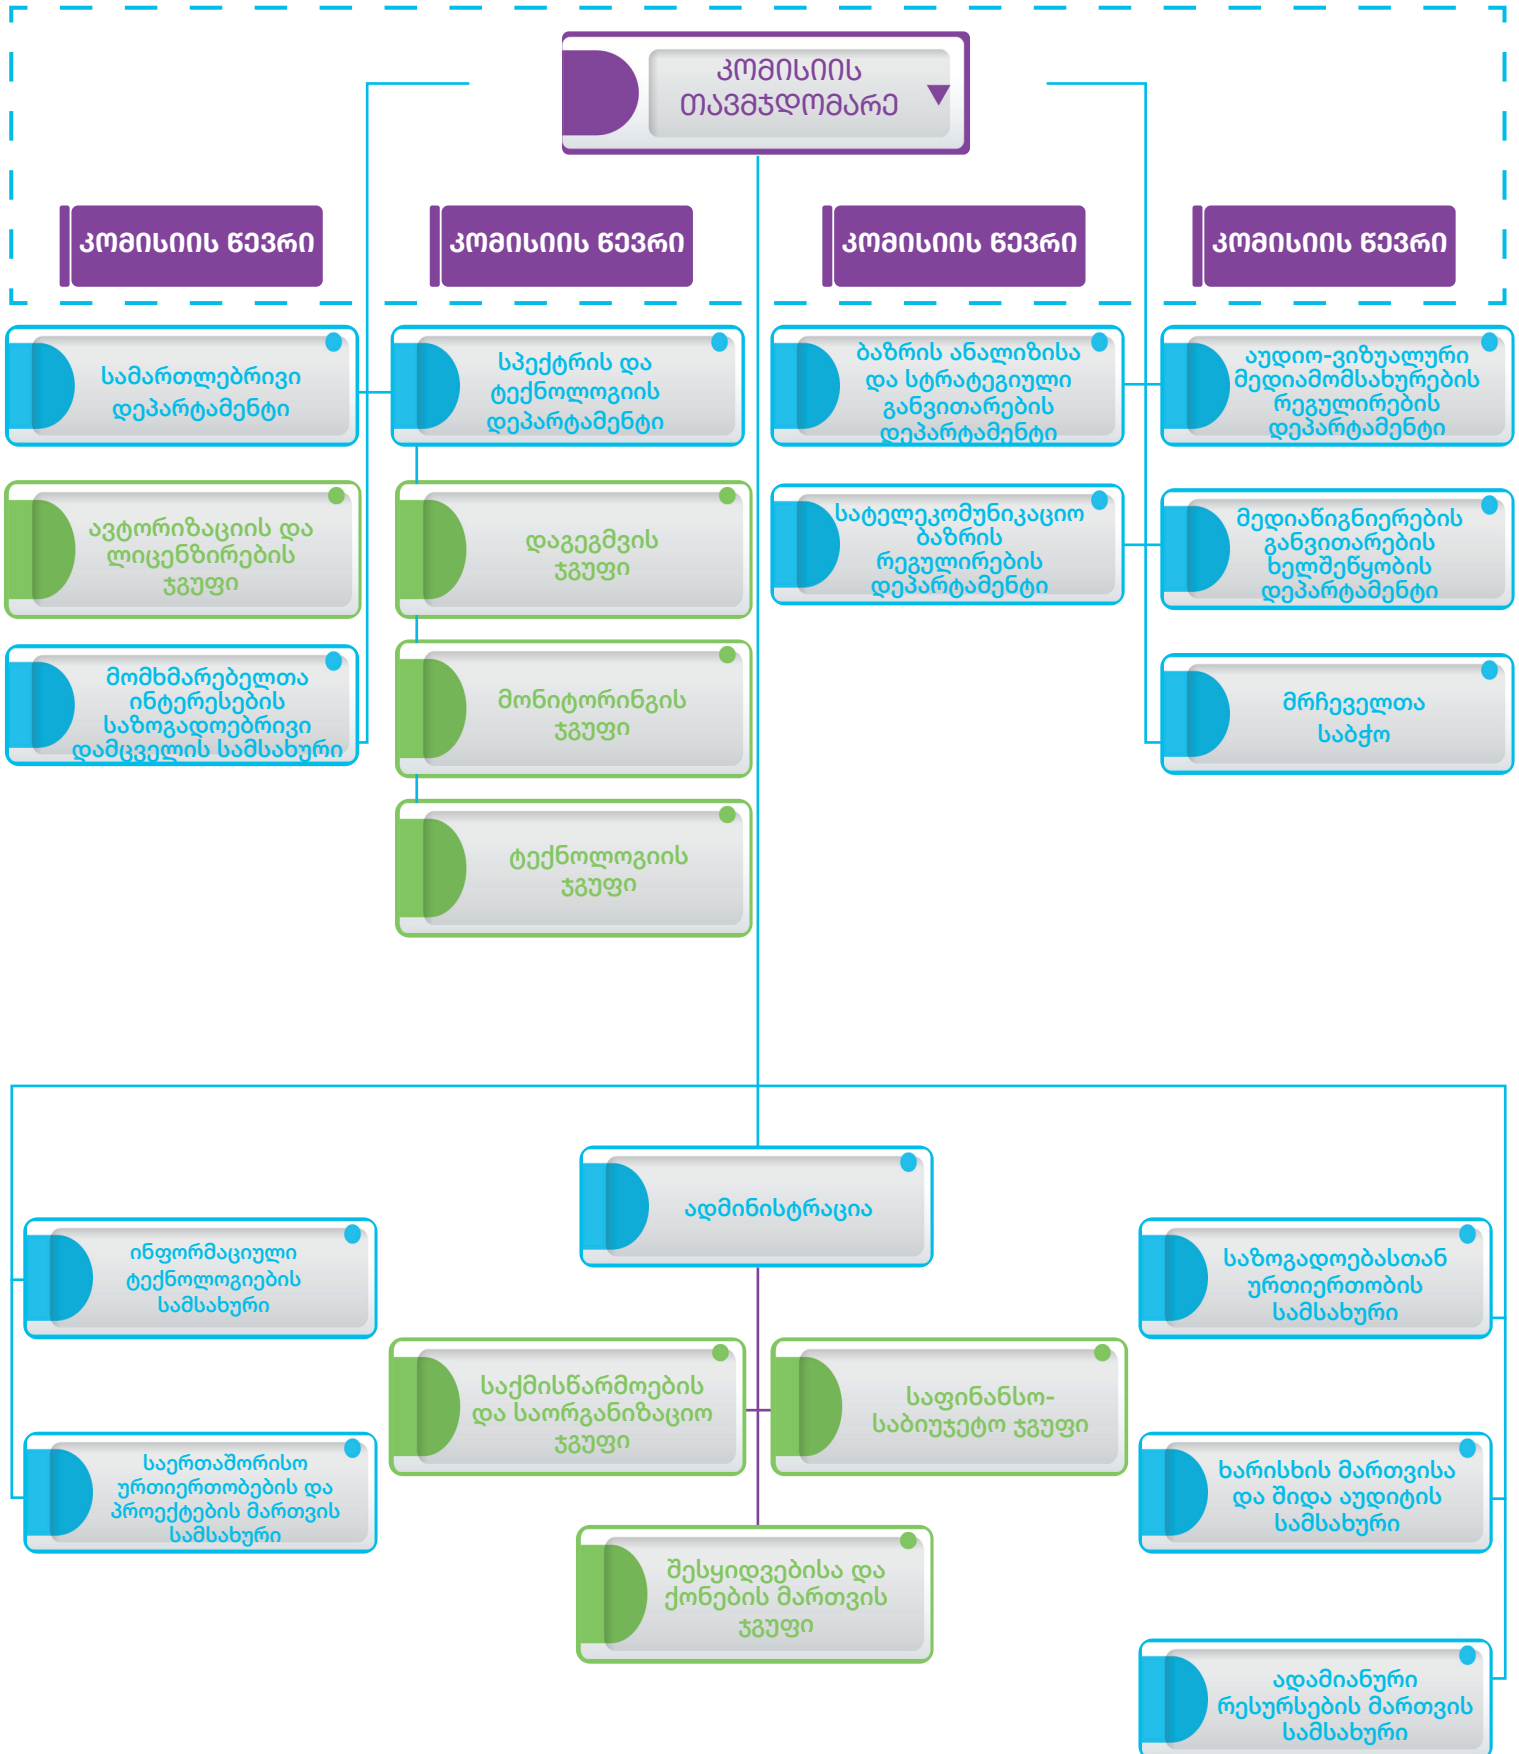 კომისიის
თავმჯდომარე
კომისიის წევრი
კომისიის წევრი
კომისიის წევრი
კომისიის წევრი
სამართლებრივი
დეპარტამენტი
სპექტრის და
ტექნოლოგიის
დეპარტამენტი
ბაზრის ანალიზისა
და სტრატეგიული
განვითარების
დეპარტამენტი
აუდიო-ვიზუალური
მედიამომსახურების
რეგულირების
დეპარტამენტი
ავტორიზაციის და
ლიცენზირების
ჯგუფი
დაგეგმვის
ჯგუფი
სატელეკომუნიკაციო
ბაზრის
რეგულირების
დეპარტამენტი
მედიაწიგნიერების
განვითარების
ხელშეწყობის
დეპარტამენტი
მომხმარებელთა
ინტერესების
საზოგადოებრივი
დამცველის სამსახური
მონიტორინგის
ჯგუფი
მრჩეველთა
საბჭო
ტექნოლოგიის
ჯგუფი
ადმინისტრაცია
ინფორმაციული
ტექნოლოგიების
სამსახური
საზოგადოებასთან
ურთიერთობის
სამსახური
საქმისწარმოების
და საორგანიზაციო
ჯგუფი
საფინანსო-
საბიუჯეტო ჯგუფი
საერთაშორისო
ურთიერთობების და
პროექტების მართვის
სამსახური
ხარისხის მართვისა
და შიდა აუდიტის
სამსახური
შესყიდვებისა და
ქონების მართვის
ჯგუფი
ადამიანური
რესურსების მართვის
სამსახური